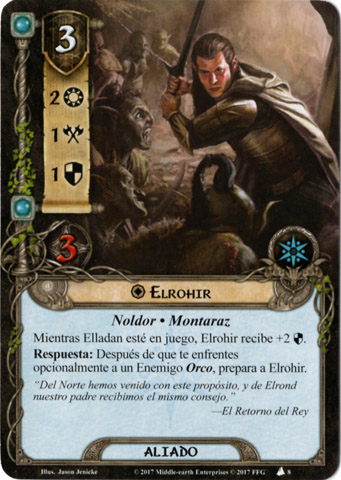 3
2
1
1
3
ELROHIR
Noldor • Montaraz
Mientras Elladan esté en juego, Elrohir recibe +2 .
Respuesta: Después de que te enfrentes
opcionalmente a un Enemigo Orco, prepara a Elrohir.
“Del Norte hemos venido con este propósito, y de Elrond
nuestro padre recibimos el mismo consejo.”
—El Retorno del Rey
ALIADO
Illus. Jason Jenicke
© 2017 Middle-earth Enterprises © 2017 FFG
8